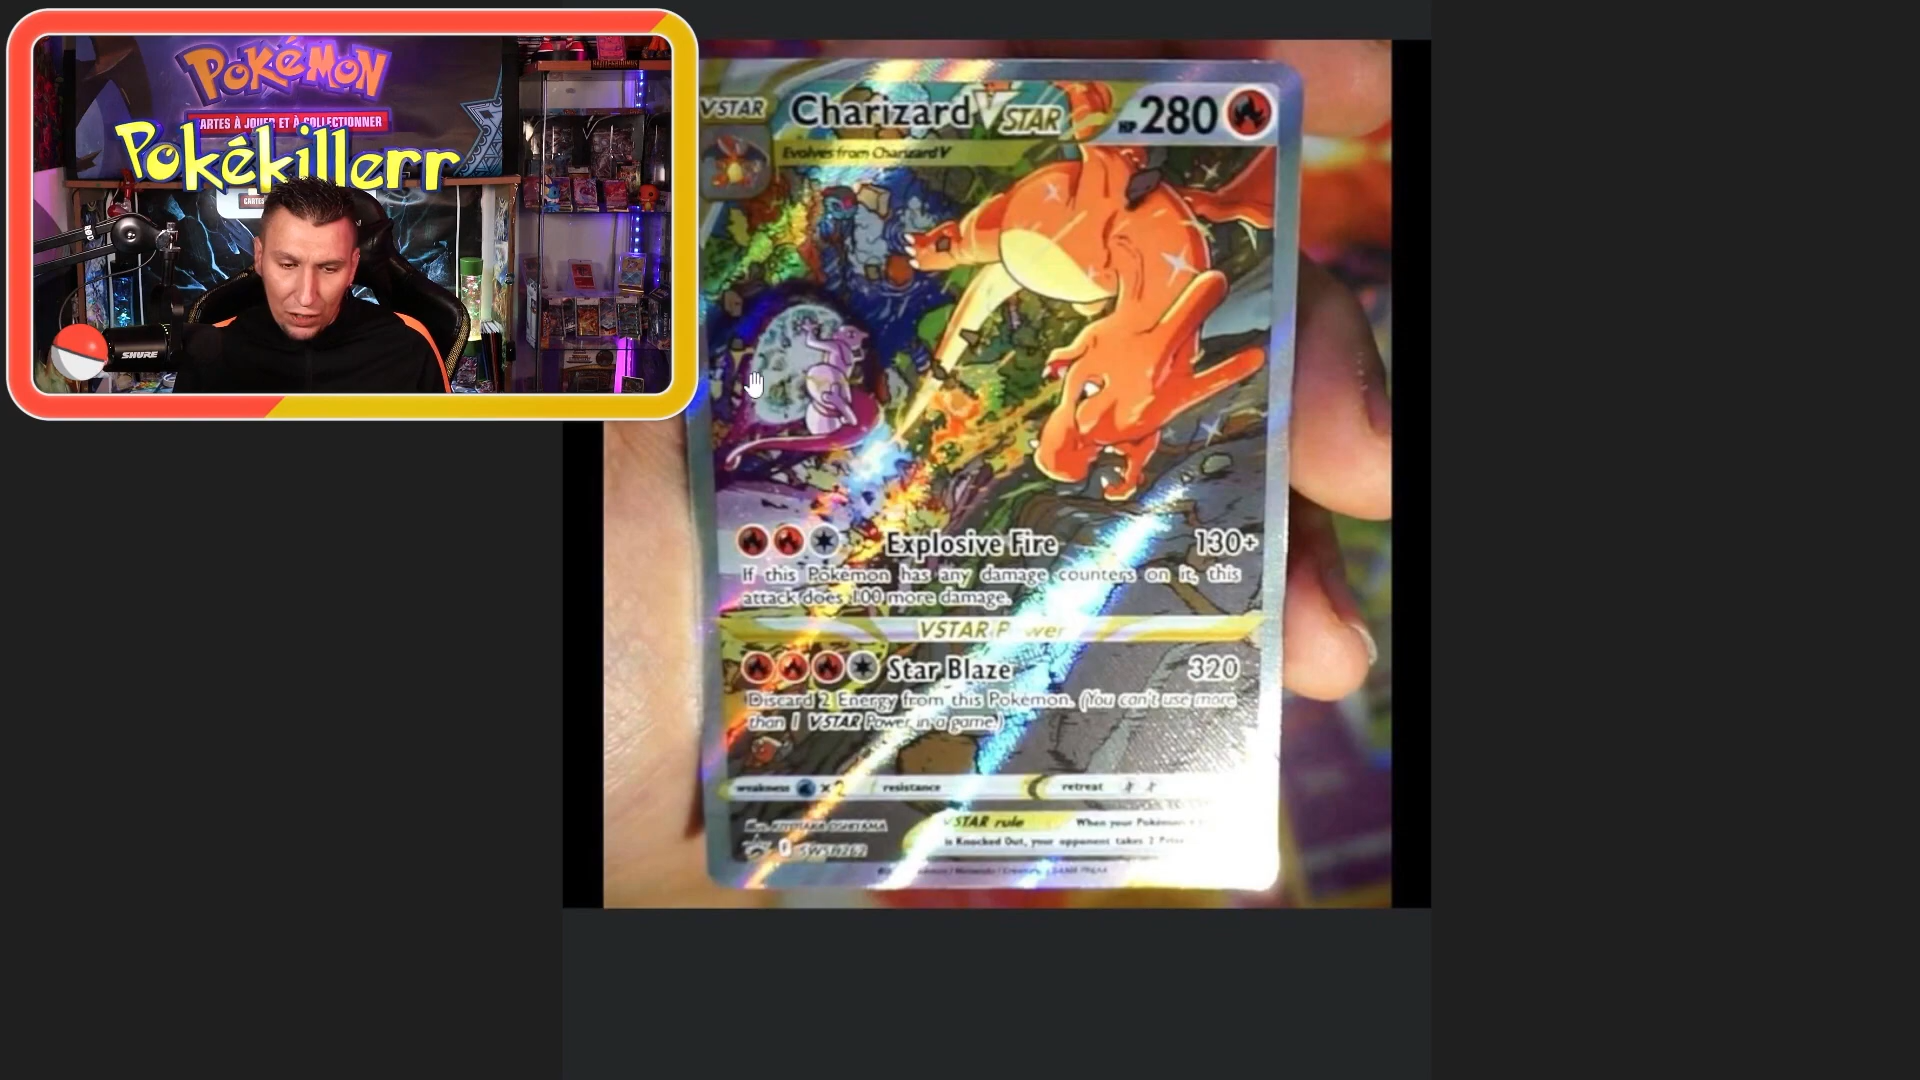 POKÉMON
CARTES À JOUER ET À COLLECTIONNER
Pokékillerr
CARTES
RØDE
SHURE
VSTAR
Charizard VSTAR
HP 280
Evolves from Charizard V
Explosive Fire 130+
If this Pokémon has any damage counters on it, this
attack does 100 more damage.
VSTAR Power
Star Blaze 320
Discard 2 Energy from this Pokémon. (You can't use more
than 1 VSTAR Power in a game.)
weakness ×2 resistance retreat
VSTAR rule When your Pokémon
is Knocked Out, your opponent takes 2
SWSH262